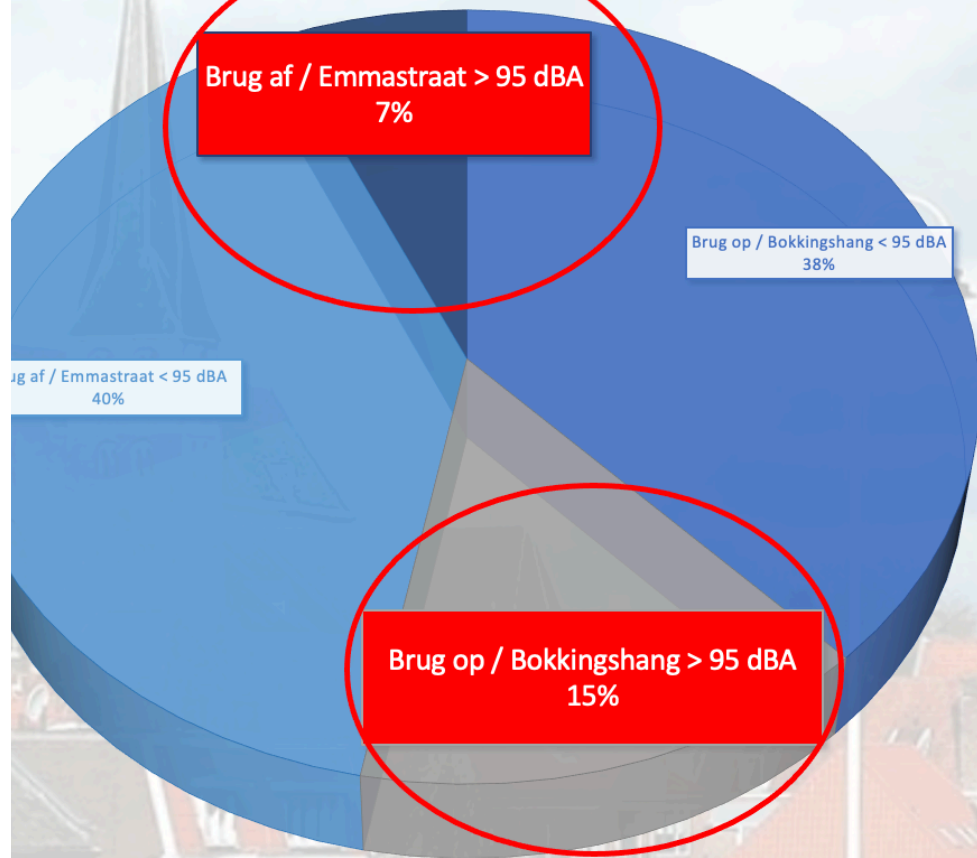 Brug af / Emmastraat > 95 dBA
7%
Brug op / Bokkingshang < 95 dBA
38%
af / Emmastraat < 95 dBA
40%
Brug op / Bokkingshang > 95 dBA
15%